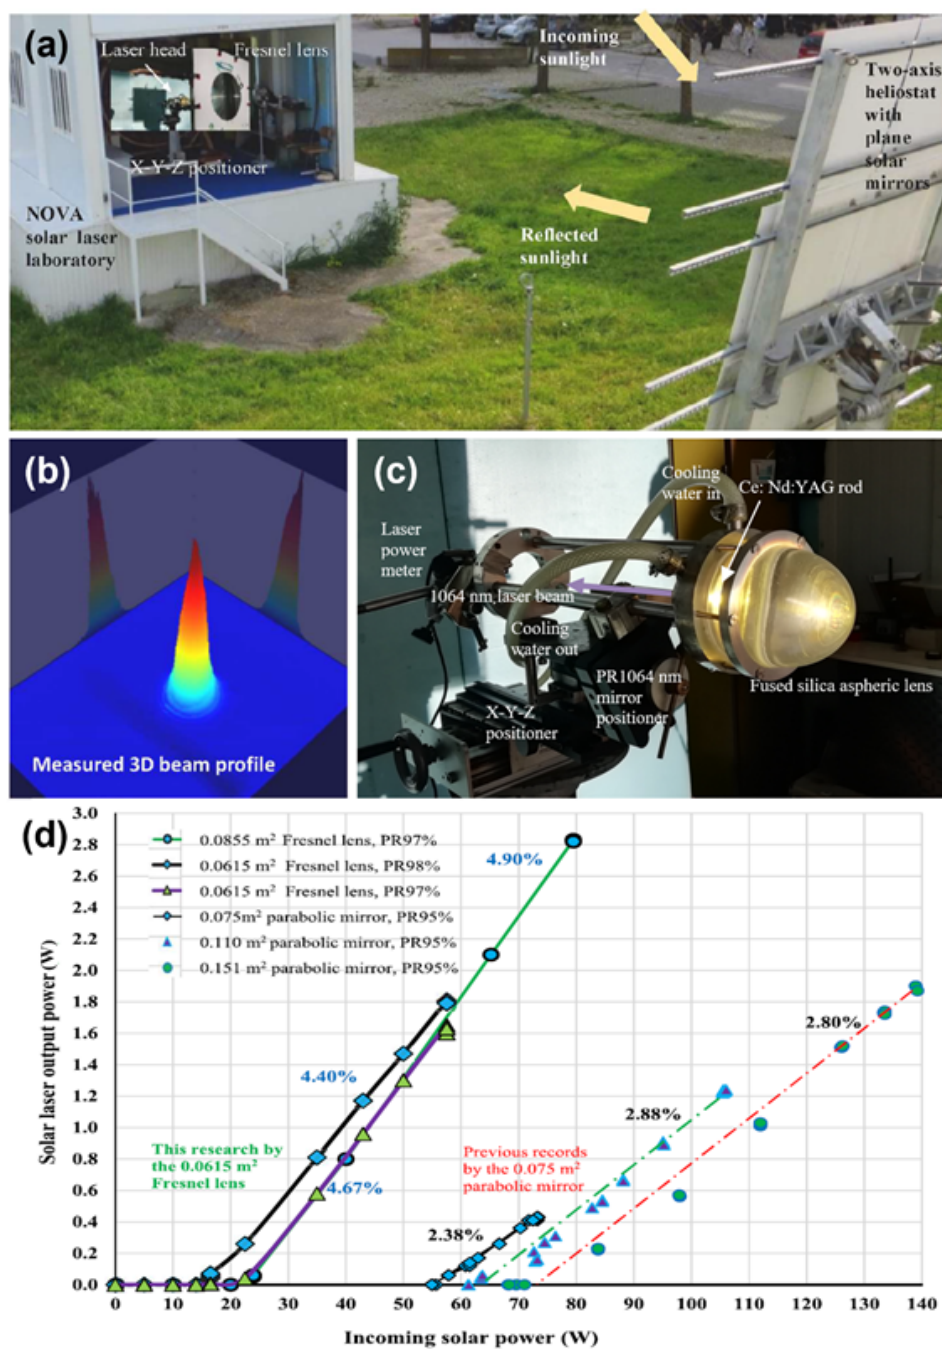 (a)
Laser head
Fresnel lens
Incoming
sunlight
Two-axis
heliostat
with
plane
solar
mirrors
X-Y-Z positioner
NOVA
solar laser
laboratory
Reflected
sunlight
(b)
Measured 3D beam profile
(c)
Cooling
water in
Ce: Nd:YAG rod
Laser
power
meter
1064 nm laser beam
Cooling
water out
PR1064 nm
mirror
positioner
X-Y-Z
positioner
Fused silica aspheric lens
(d)
0.0855 m² Fresnel lens, PR97%
0.0615 m² Fresnel lens, PR98%
0.0615 m² Fresnel lens, PR97%
0.075m² parabolic mirror, PR95%
0.110 m² parabolic mirror, PR95%
0.151 m² parabolic mirror, PR95%
4.90%
4.40%
4.67%
2.38%
2.88%
2.80%
This research by
the 0.0615 m²
Fresnel lens
Previous records
by the 0.075 m²
parabolic mirror
Solar laser output power (W)
3.0
2.8
2.6
2.4
2.2
2.0
1.8
1.6
1.4
1.2
1.0
0.8
0.6
0.4
0.2
0.0
0 10 20 30 40 50 60 70 80 90 100 110 120 130 140
Incoming solar power (W)